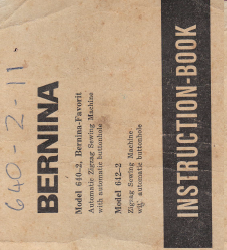 640-2-11.
BERNINA
Model 640-2, Bernina-Favorit
Automatic Zigzag Sewing Machine
with automatic buttonhole
Model 642-2
Zigzag Sewing Machine
with automatic buttonhole
INSTRUCTION-BOOK